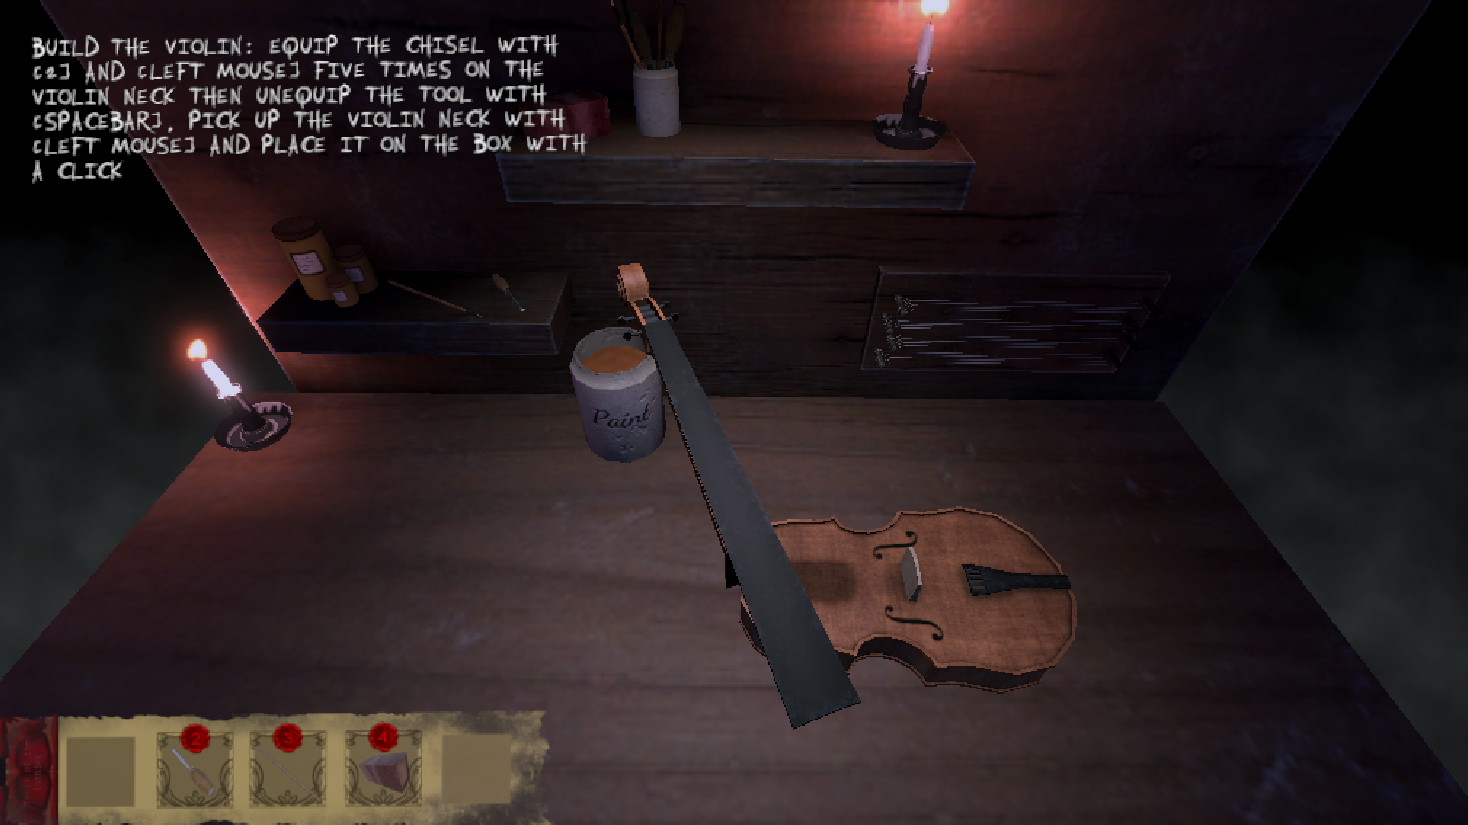 BUILD THE VIOLIN: EQUIP THE CHISEL WITH
[2] AND [LEFT MOUSE] FIVE TIMES ON THE
VIOLIN NECK THEN UNEQUIP THE TOOL WITH
[SPACEBAR]. PICK UP THE VIOLIN NECK WITH
[LEFT MOUSE] AND PLACE IT ON THE BOX WITH
A CLICK
Paint
2 3 4